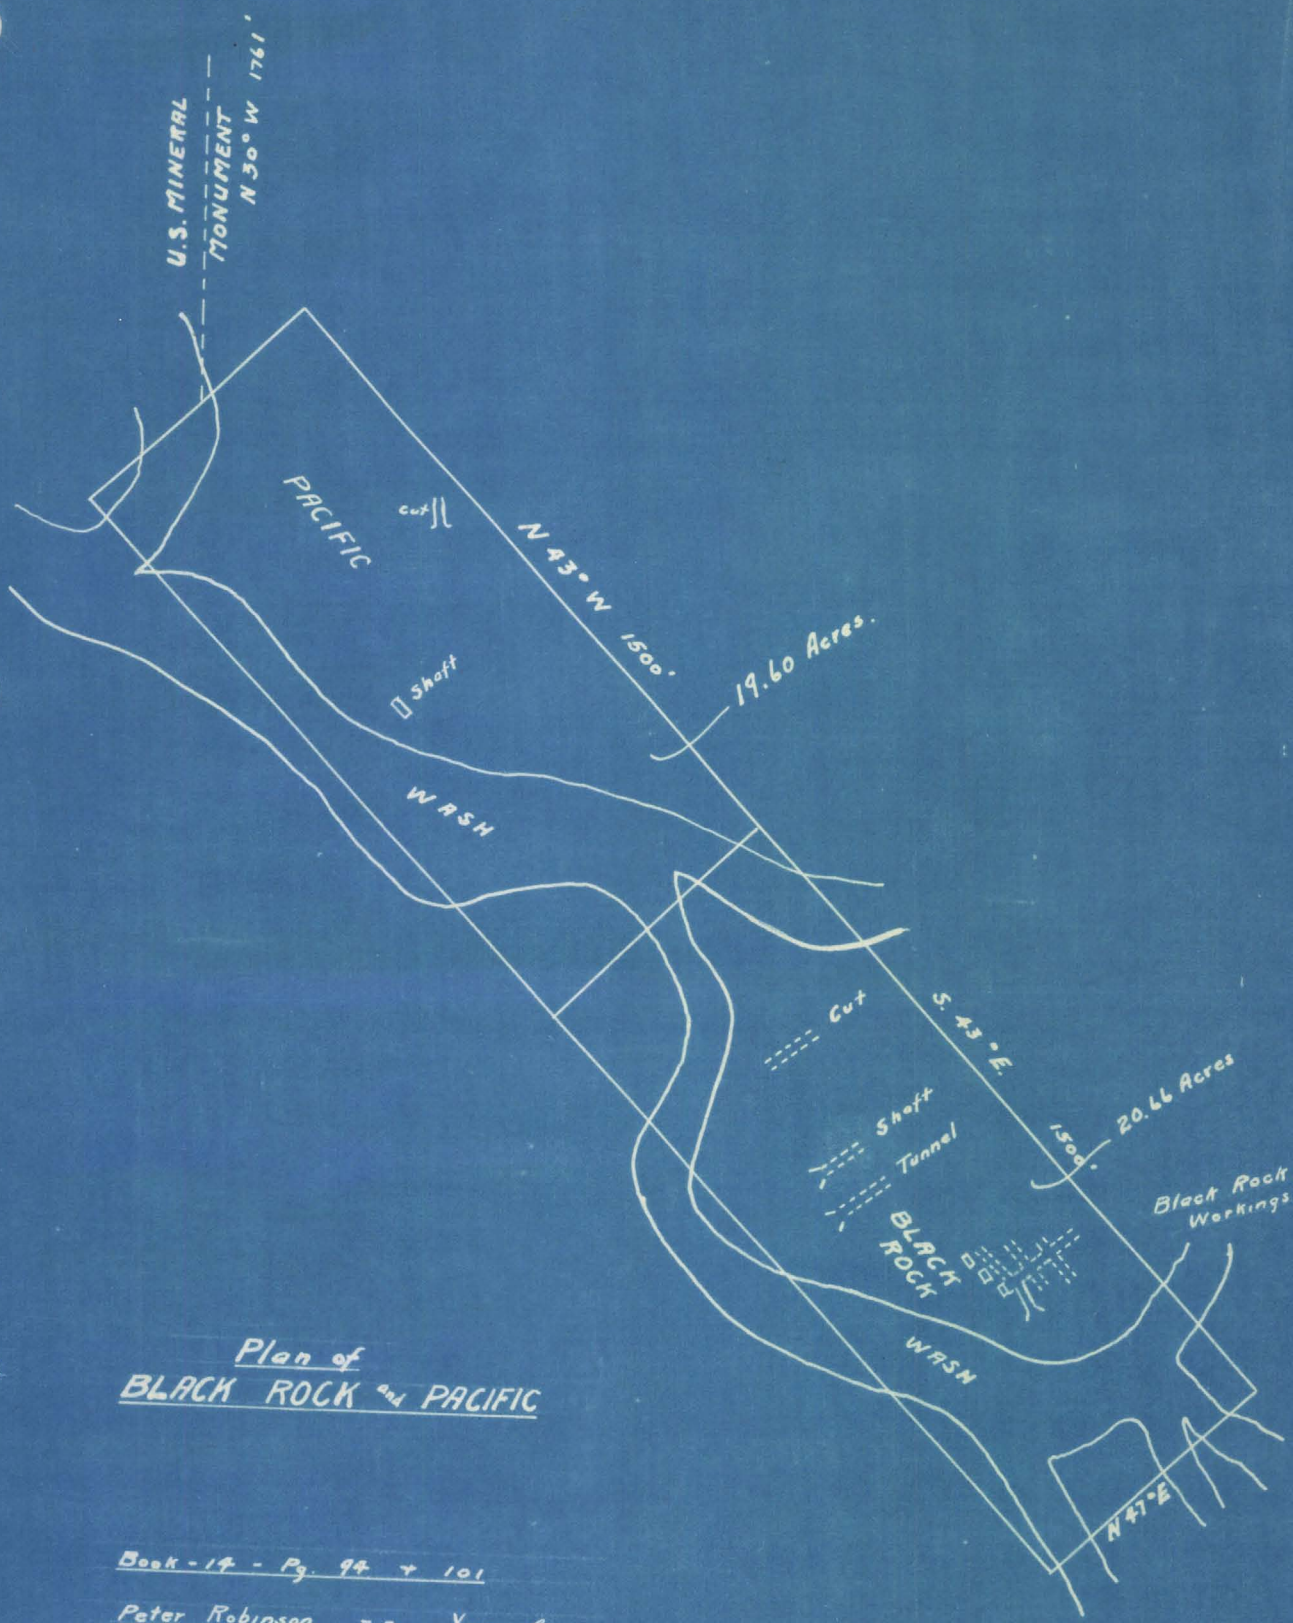 U.S. MINERAL
MONUMENT
N 30° W 1761'
PACIFIC
cut
N 43° W 1500'
Shaft
19.60 Acres.
WASH
Cut
S. 43° E. 1500'
Shaft
20.66 Acres
Tunnel
Black Rock
Workings
BLACK
ROCK
WASH
N 47° E
Plan of
BLACK ROCK and PACIFIC
Book - 14 - Pg. 94 + 101
Peter Robinson